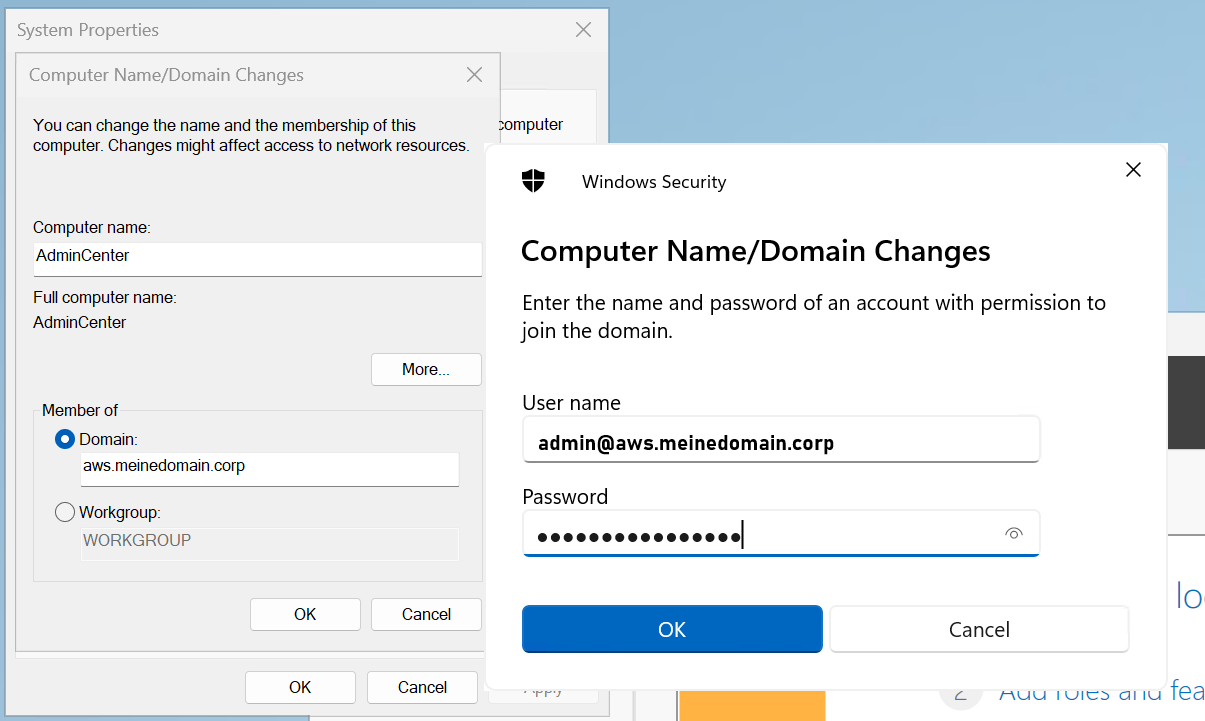 System Properties
Computer Name/Domain Changes
You can change the name and the membership of this
computer. Changes might affect access to network resources.
computer
Computer name:
AdminCenter
Full computer name:
AdminCenter
More...
Member of
Domain:
aws.meinedomain.corp
Workgroup:
WORKGROUP
OK Cancel
OK Cancel Apply
Windows Security
Computer Name/Domain Changes
Enter the name and password of an account with permission to
join the domain.
User name
admin@aws.meinedomain.corp
Password
●●●●●●●●●●●●●●●●
OK Cancel
lo
2 Add roles and fea